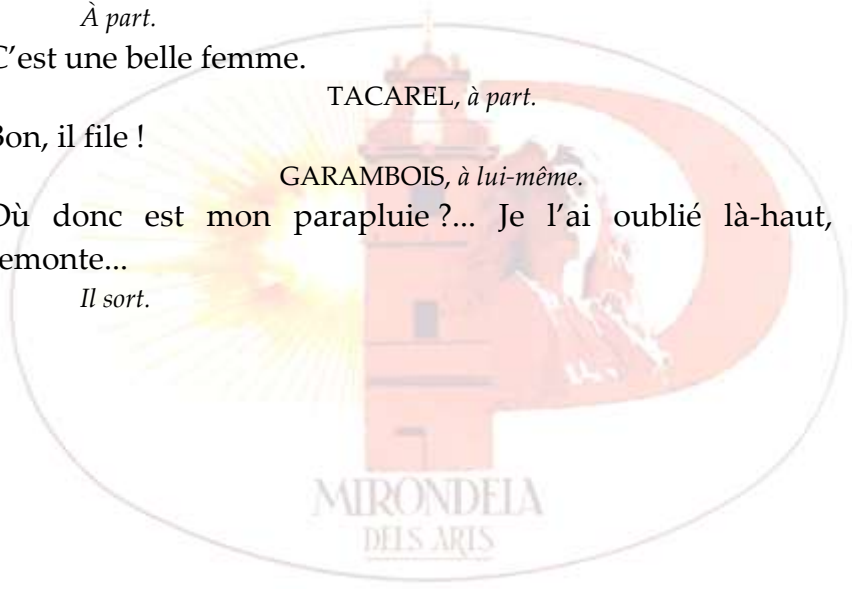 À part.
C’est une belle femme.
TACAREL, à part.
Bon, il file !
GARAMBOIS, à lui-même.
Où donc est mon parapluie ?... Je l’ai oublié là-haut,
remonte...
Il sort.
MIRONDELA
DELS ARTS